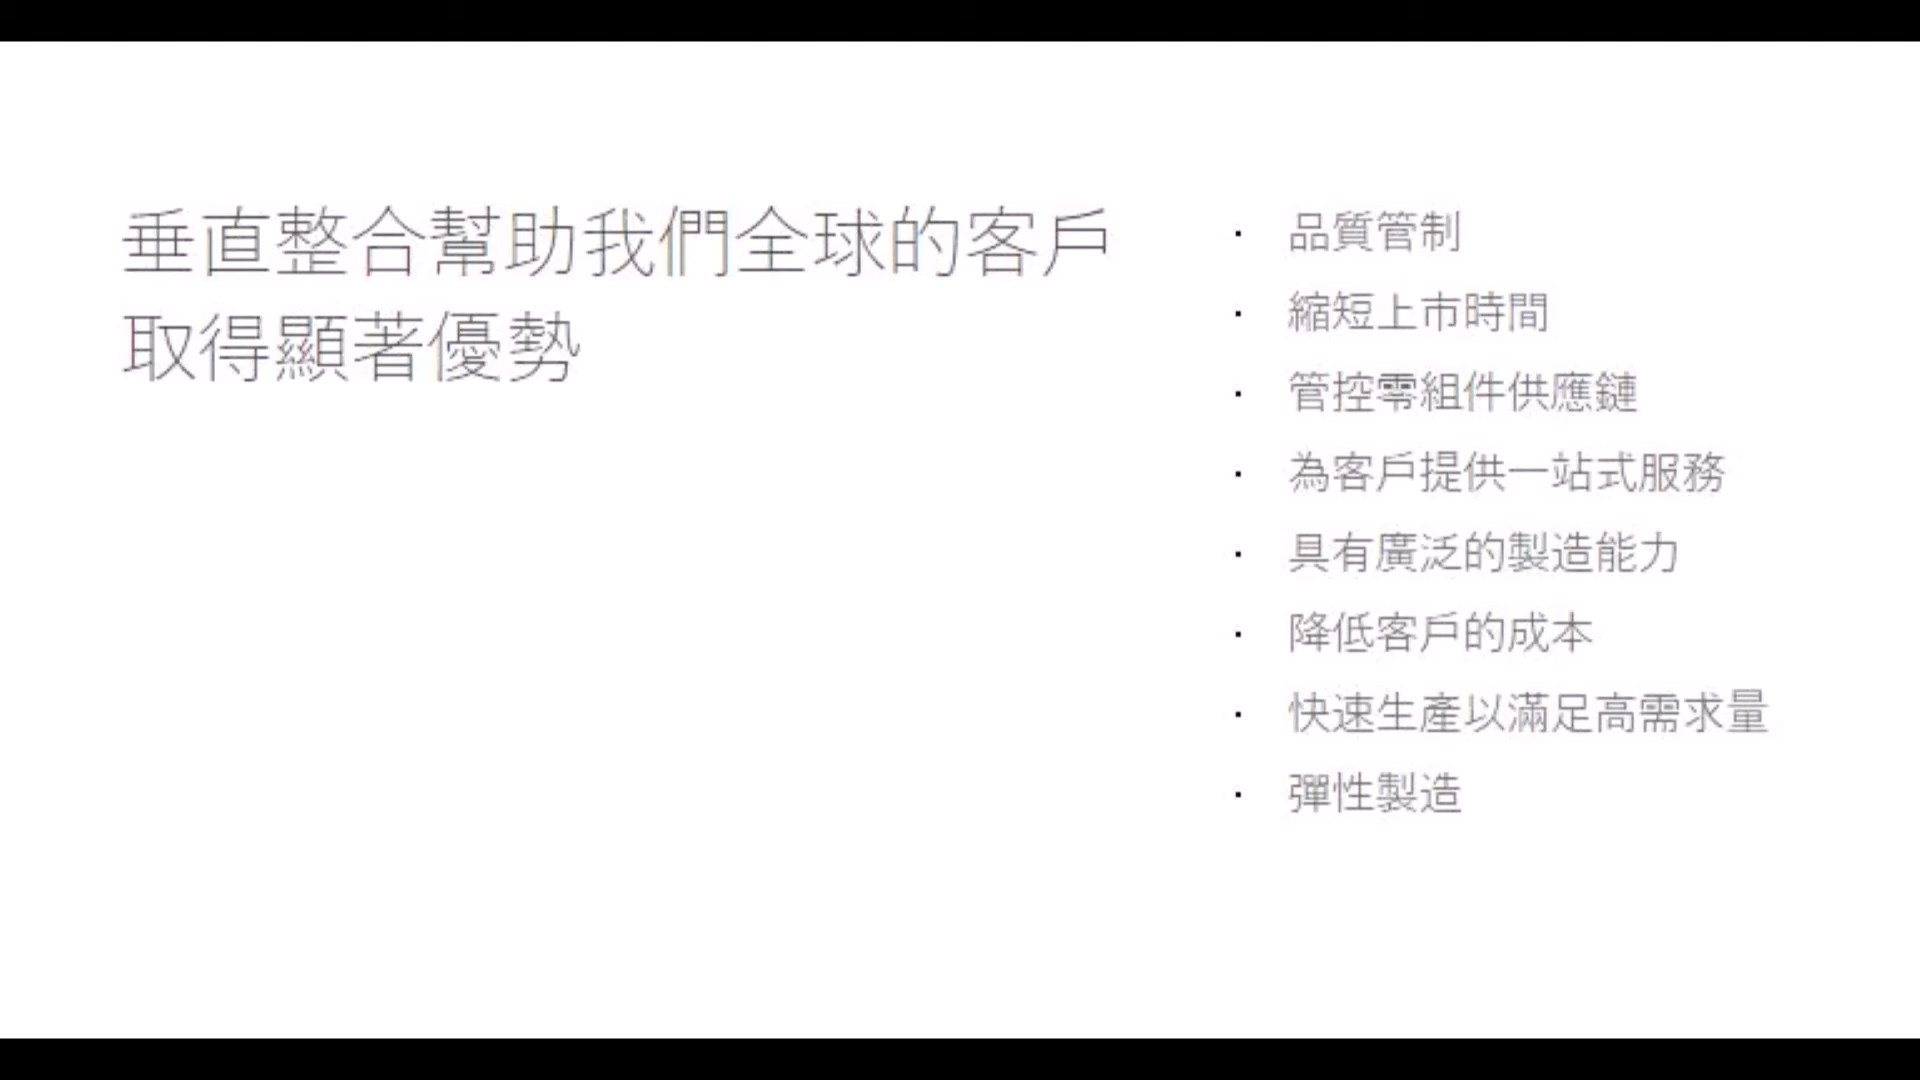 垂直整合幫助我們全球的客戶
取得顯著優勢
· 品質管制
· 縮短上市時間
· 管控零組件供應鏈
· 為客戶提供一站式服務
· 具有廣泛的製造能力
· 降低客戶的成本
· 快速生產以滿足高需求量
· 彈性製造